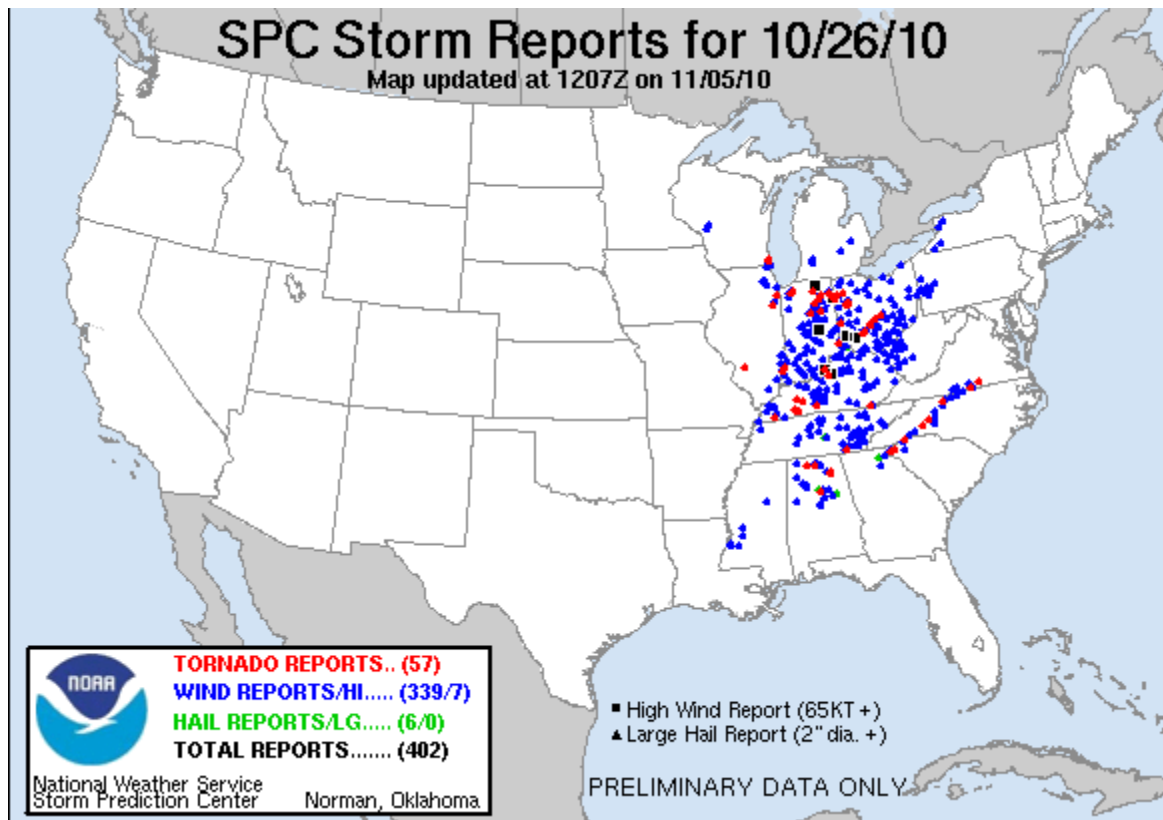 SPC Storm Reports for 10/26/10
Map updated at 1207Z on 11/05/10
NOAA
TORNADO REPORTS.. (57)
WIND REPORTS/HI..... (339/7)
HAIL REPORTS/LG..... (6/0)
TOTAL REPORTS....... (402)
National Weather Service
Storm Prediction Center Norman, Oklahoma
High Wind Report (65KT +)
Large Hail Report (2" dia. +)
PRELIMINARY DATA ONLY